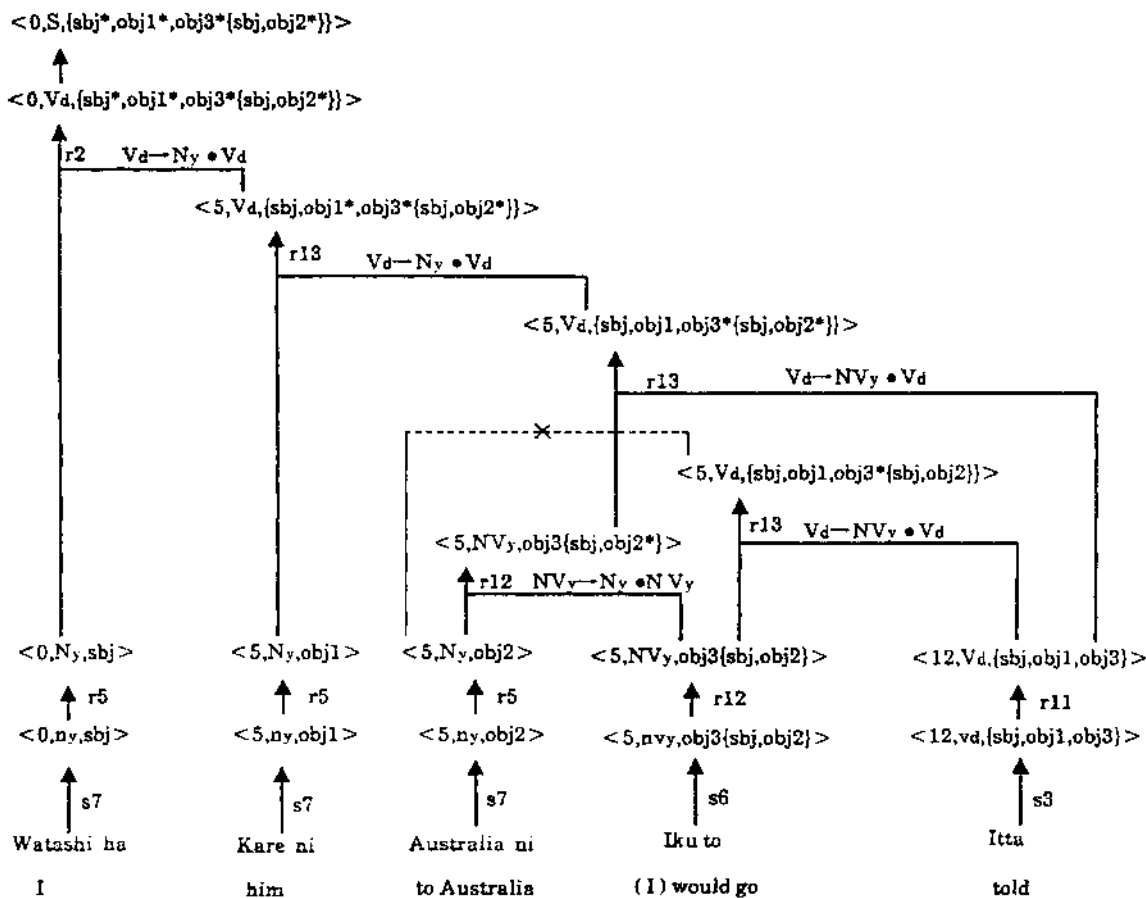 <0,S,{sbj*,obj1*,obj3*{sbj,obj2*}}>
<0,Vd,{sbj*,obj1*,obj3*{sbj,obj2*}}>
r2 Vd→Ny•Vd
<5,Vd,{sbj,obj1*,obj3*{sbj,obj2*}}>
r13 Vd→Ny•Vd
<5,Vd,{sbj,obj1,obj3*{sbj,obj2*}}>
r13 Vd→NVy•Vd
<5,Vd,{sbj,obj1,obj3*{sbj,obj2}}>
r13 Vd→NVy•Vd
<5,NVy,obj3{sbj,obj2*}>
r12 NVy→Ny•NVy
<0,Ny,sbj> <5,Ny,obj1> <5,Ny,obj2> <5,NVy,obj3{sbj,obj2}> <12,Vd,{sbj,obj1,obj3}>
r5 r5 r5 r12 r11
<0,ny,sbj> <5,ny,obj1> <5,ny,obj2> <5,nvy,obj3{sbj,obj2}> <12,vd,{sbj,obj1,obj3}>
s7 s7 s7 s6 s3
Watashi ha Kare ni Australia ni Iku to Itta
I him to Australia (I) would go told